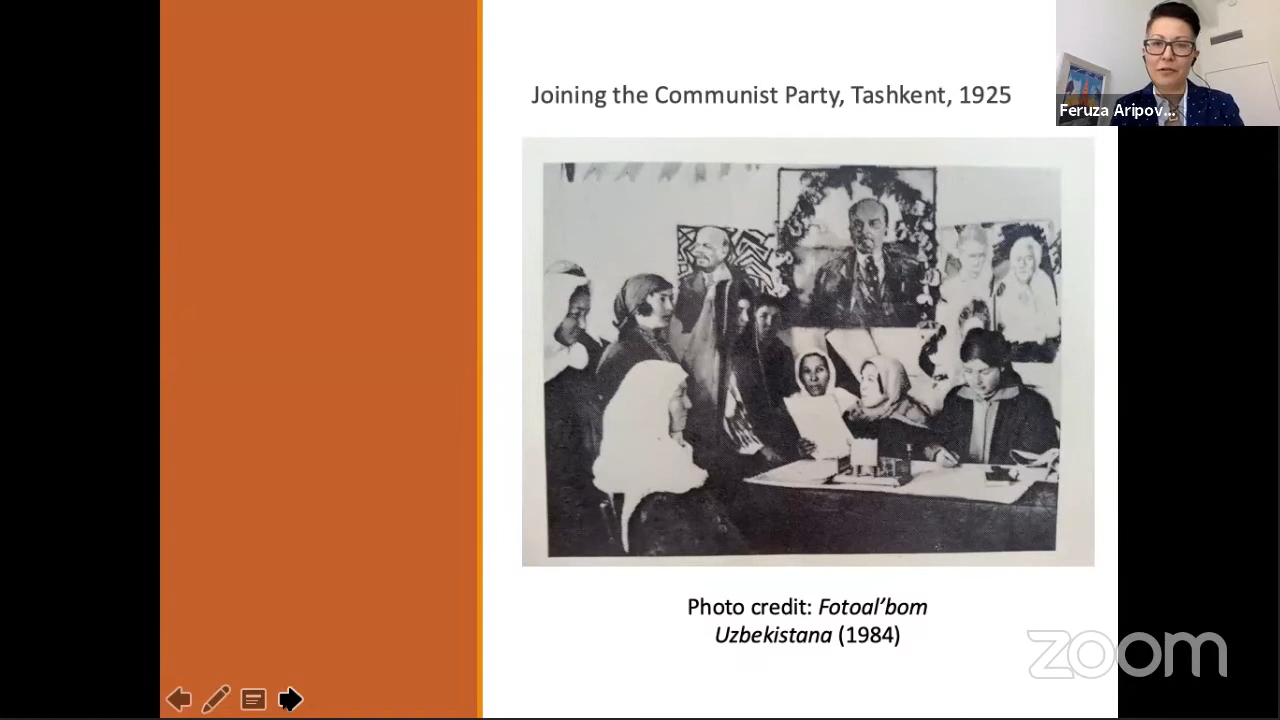 Joining the Communist Party, Tashkent, 1925
Feruza Aripov...
Photo credit: Fotoal’bom
Uzbekistana (1984)
zoom